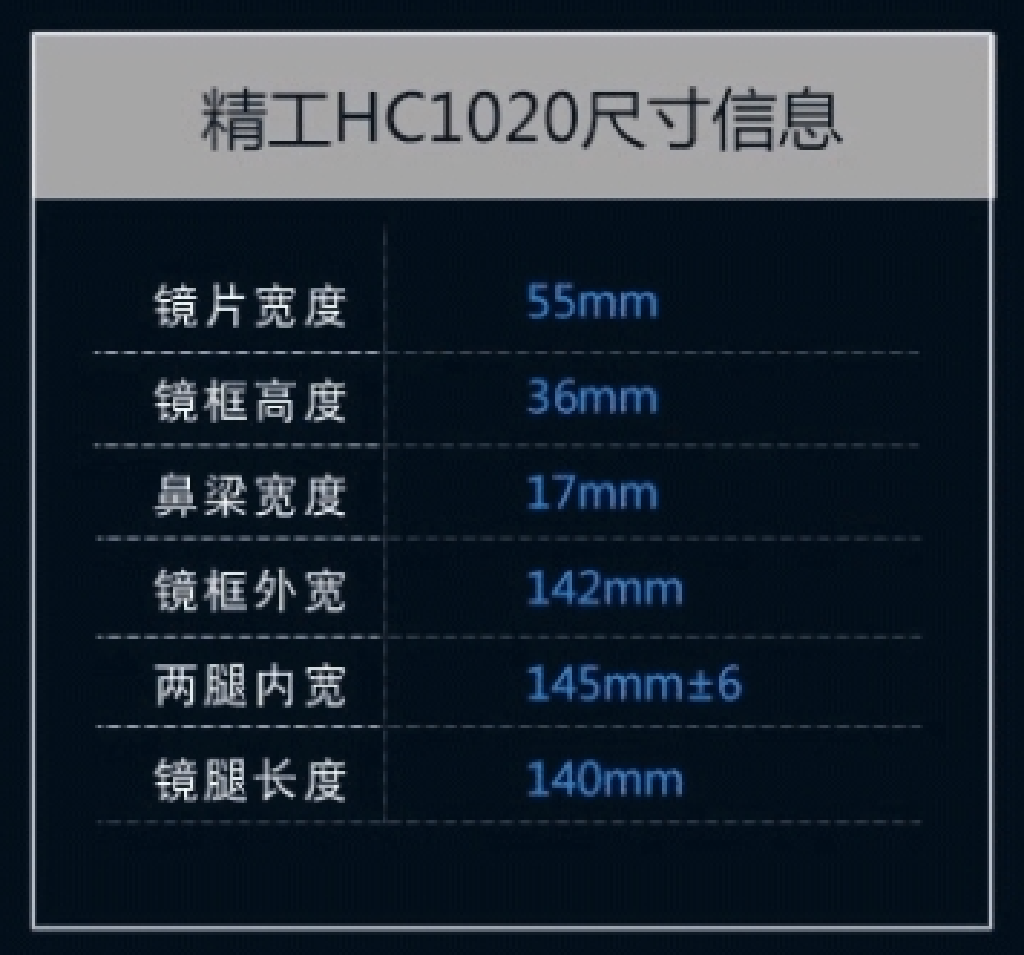 精工HC1020尺寸信息
镜片宽度 55mm
镜框高度 36mm
鼻梁宽度 17mm
镜框外宽 142mm
两腿内宽 145mm±6
镜腿长度 140mm